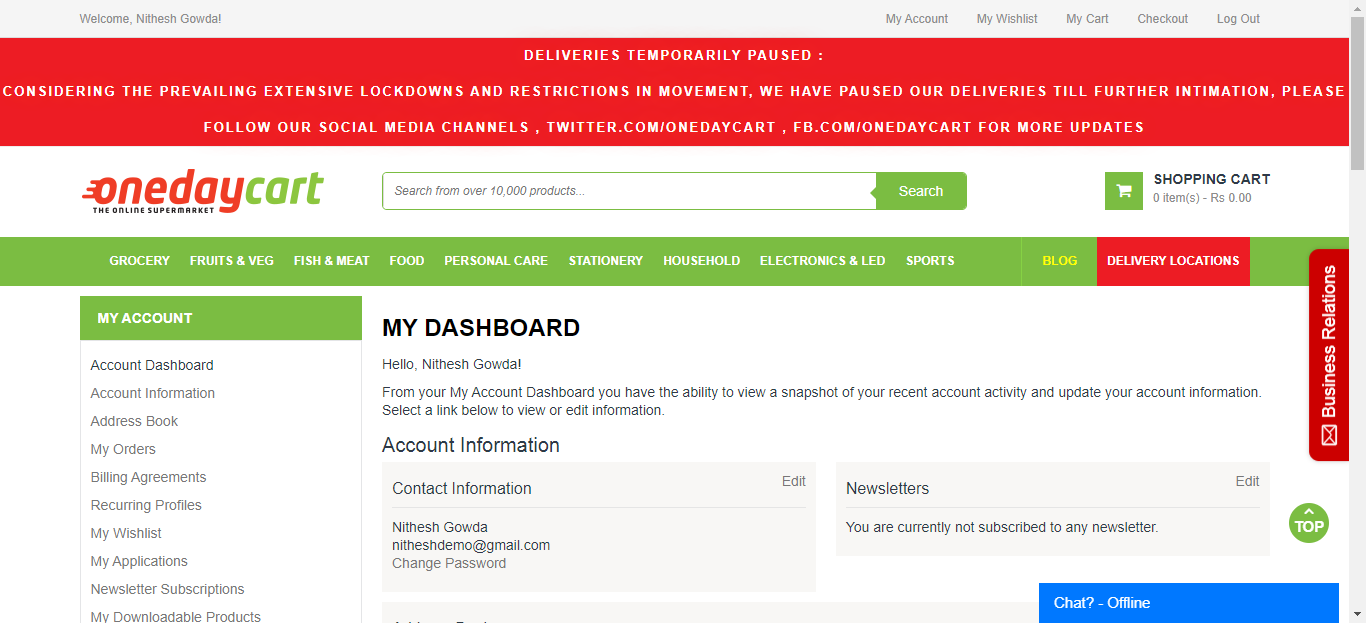 Welcome, Nithesh Gowda!
My Account My Wishlist My Cart Checkout Log Out
DELIVERIES TEMPORARILY PAUSED :
CONSIDERING THE PREVAILING EXTENSIVE LOCKDOWNS AND RESTRICTIONS IN MOVEMENT, WE HAVE PAUSED OUR DELIVERIES TILL FURTHER INTIMATION, PLEASE
FOLLOW OUR SOCIAL MEDIA CHANNELS , TWITTER.COM/ONEDAYCART , FB.COM/ONEDAYCART FOR MORE UPDATES
onedaycart
THE ONLINE SUPERMARKET
Search from over 10,000 products...
Search
SHOPPING CART
0 item(s) - Rs 0.00
GROCERY FRUITS & VEG FISH & MEAT FOOD PERSONAL CARE STATIONERY HOUSEHOLD ELECTRONICS & LED SPORTS BLOG DELIVERY LOCATIONS
MY ACCOUNT
Account Dashboard
Account Information
Address Book
My Orders
Billing Agreements
Recurring Profiles
My Wishlist
My Applications
Newsletter Subscriptions
My Downloadable Products
MY DASHBOARD
Hello, Nithesh Gowda!
From your My Account Dashboard you have the ability to view a snapshot of your recent account activity and update your account information.
Select a link below to view or edit information.
Account Information
Contact Information
Edit
Nithesh Gowda
nitheshdemo@gmail.com
Change Password
Newsletters
Edit
You are currently not subscribed to any newsletter.
Business Relations
TOP
Chat? - Offline